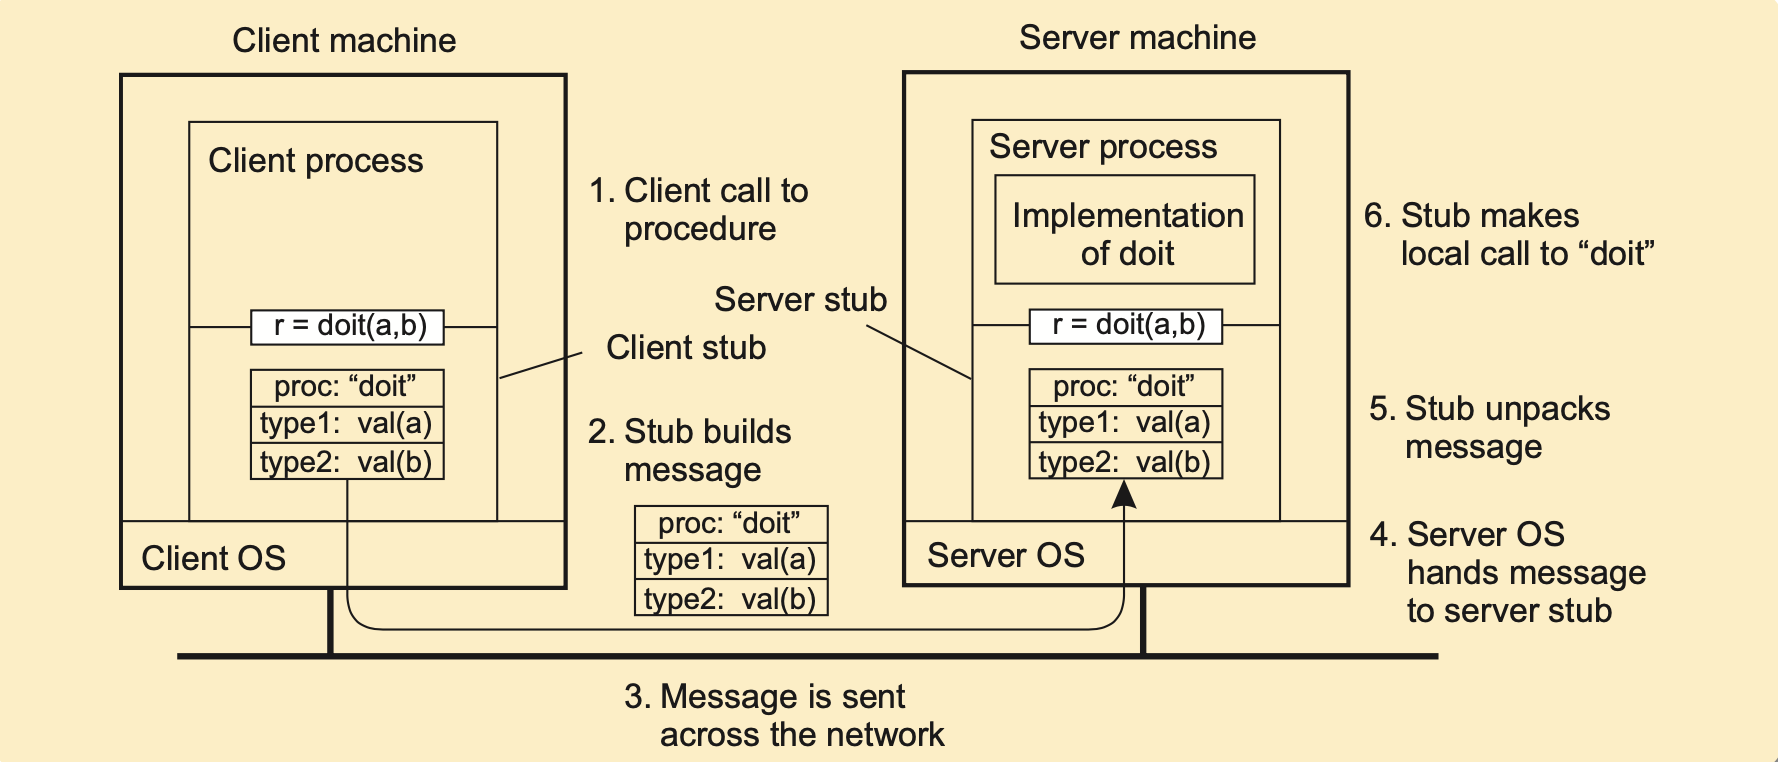 Client machine
Client process
r = doit(a,b)
proc: “doit”
type1: val(a)
type2: val(b)
Client OS
1. Client call to
procedure
Server stub
Client stub
2. Stub builds
message
proc: “doit”
type1: val(a)
type2: val(b)
3. Message is sent
across the network
Server machine
Server process
Implementation
of doit
r = doit(a,b)
proc: “doit”
type1: val(a)
type2: val(b)
Server OS
6. Stub makes
local call to “doit”
5. Stub unpacks
message
4. Server OS
hands message
to server stub